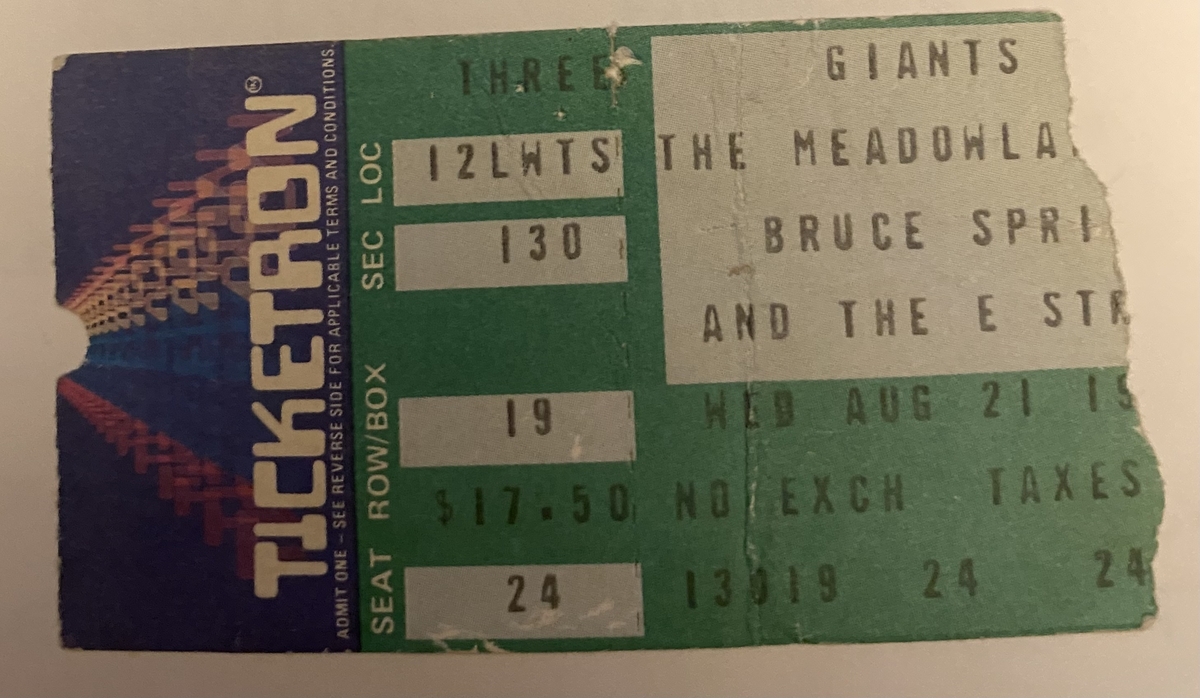 TICKETRON®
ADMIT ONE – SEE REVERSE SIDE FOR APPLICABLE TERMS AND CONDITIONS.
THREE GIANTS
LOC 12LWTS THE MEADOWLA
SEC 130 BRUCE SPRI
AND THE E STR
ROW/BOX 19 WED AUG 21 19
$17.50 NO EXCH TAXES
SEAT 24 13019 24 24